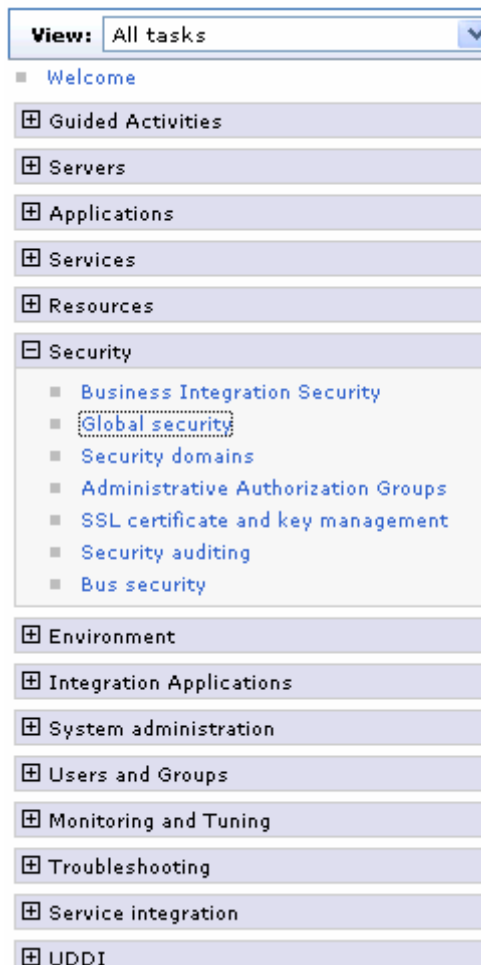 View: All tasks
Welcome
Guided Activities
Servers
Applications
Services
Resources
Security
Business Integration Security
Global security
Security domains
Administrative Authorization Groups
SSL certificate and key management
Security auditing
Bus security
Environment
Integration Applications
System administration
Users and Groups
Monitoring and Tuning
Troubleshooting
Service integration
UDDI